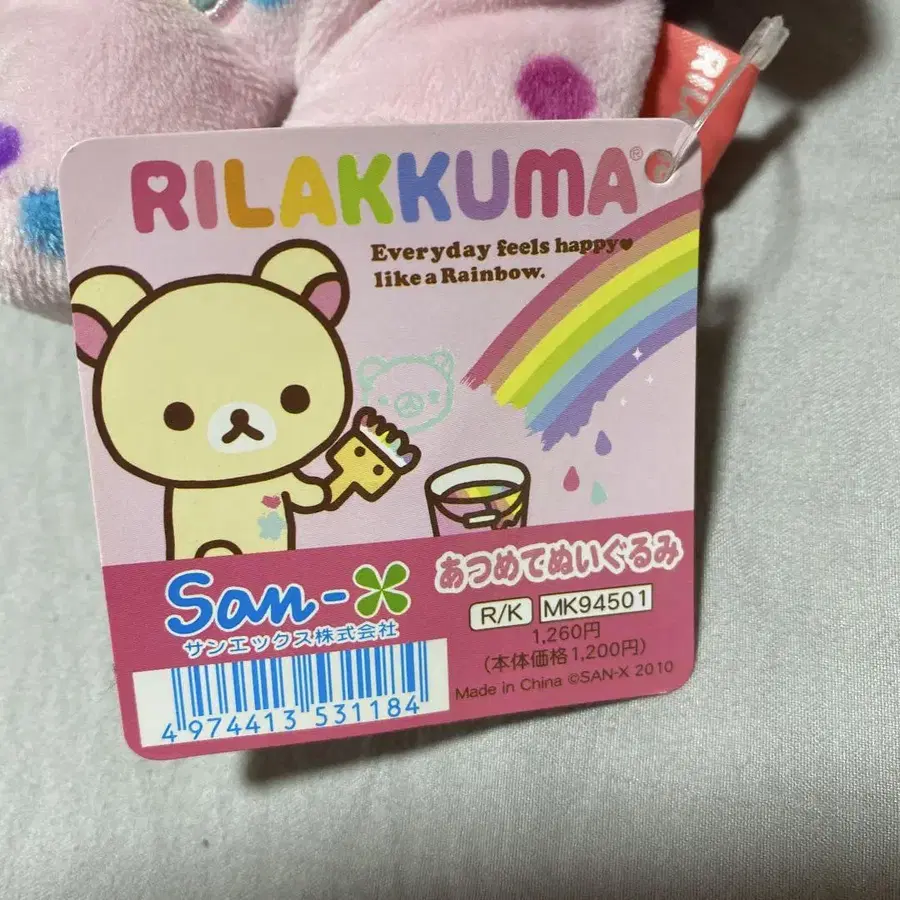 RILA
RILAKKUMA®
Everyday feels happy♥
like a Rainbow.
San-X
サンエックス株式会社
あつめてぬいぐるみ
R/K MK94501
1,260円
(本体価格1,200円)
Made in China ©SAN-X 2010
4 974413 531184